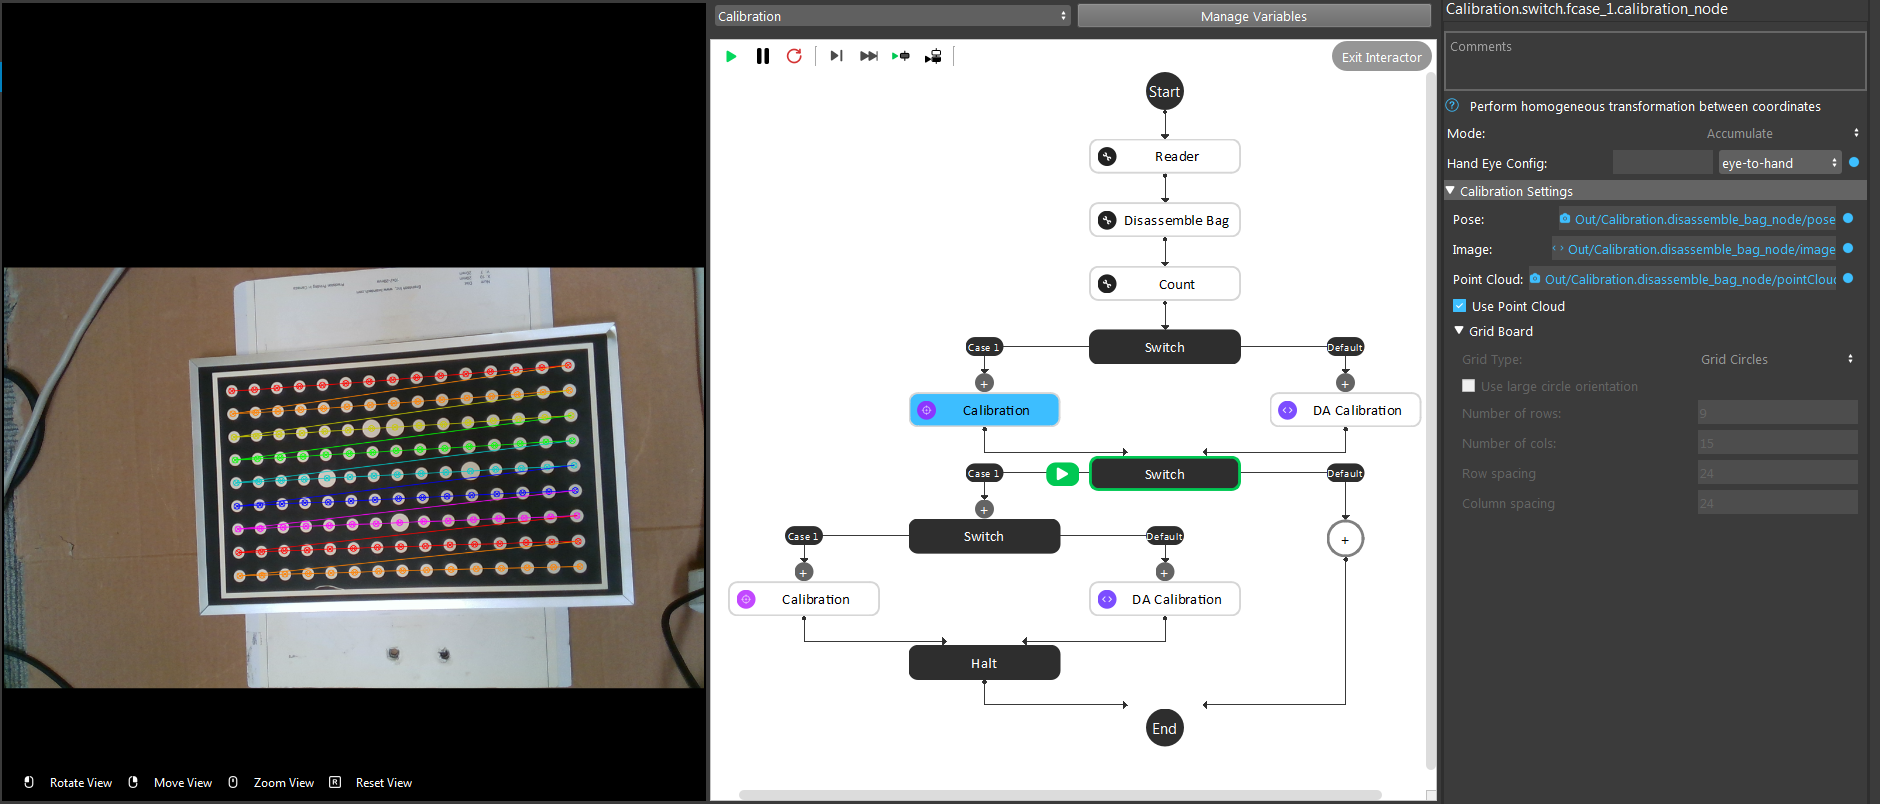 Calibration
Manage Variables
Exit Interactor
Start
Reader
Disassemble Bag
Count
Case 1
Switch
Default
Calibration
DA Calibration
Case 1
Switch
Default
Case 1
Switch
Default
Calibration
DA Calibration
Halt
End
Rotate View
Move View
Zoom View
R
Reset View
Calibration.switch.fcase_1.calibration_node
Comments
? Perform homogeneous transformation between coordinates
Mode: Accumulate
Hand Eye Config: eye-to-hand
Calibration Settings
Pose: Out/Calibration.disassemble_bag_node/pose
Image: Out/Calibration.disassemble_bag_node/image
Point Cloud: Out/Calibration.disassemble_bag_node/pointClou
Use Point Cloud
Grid Board
Grid Type: Grid Circles
Use large circle orientation
Number of rows: 9
Number of cols: 15
Row spacing 24
Column spacing 24